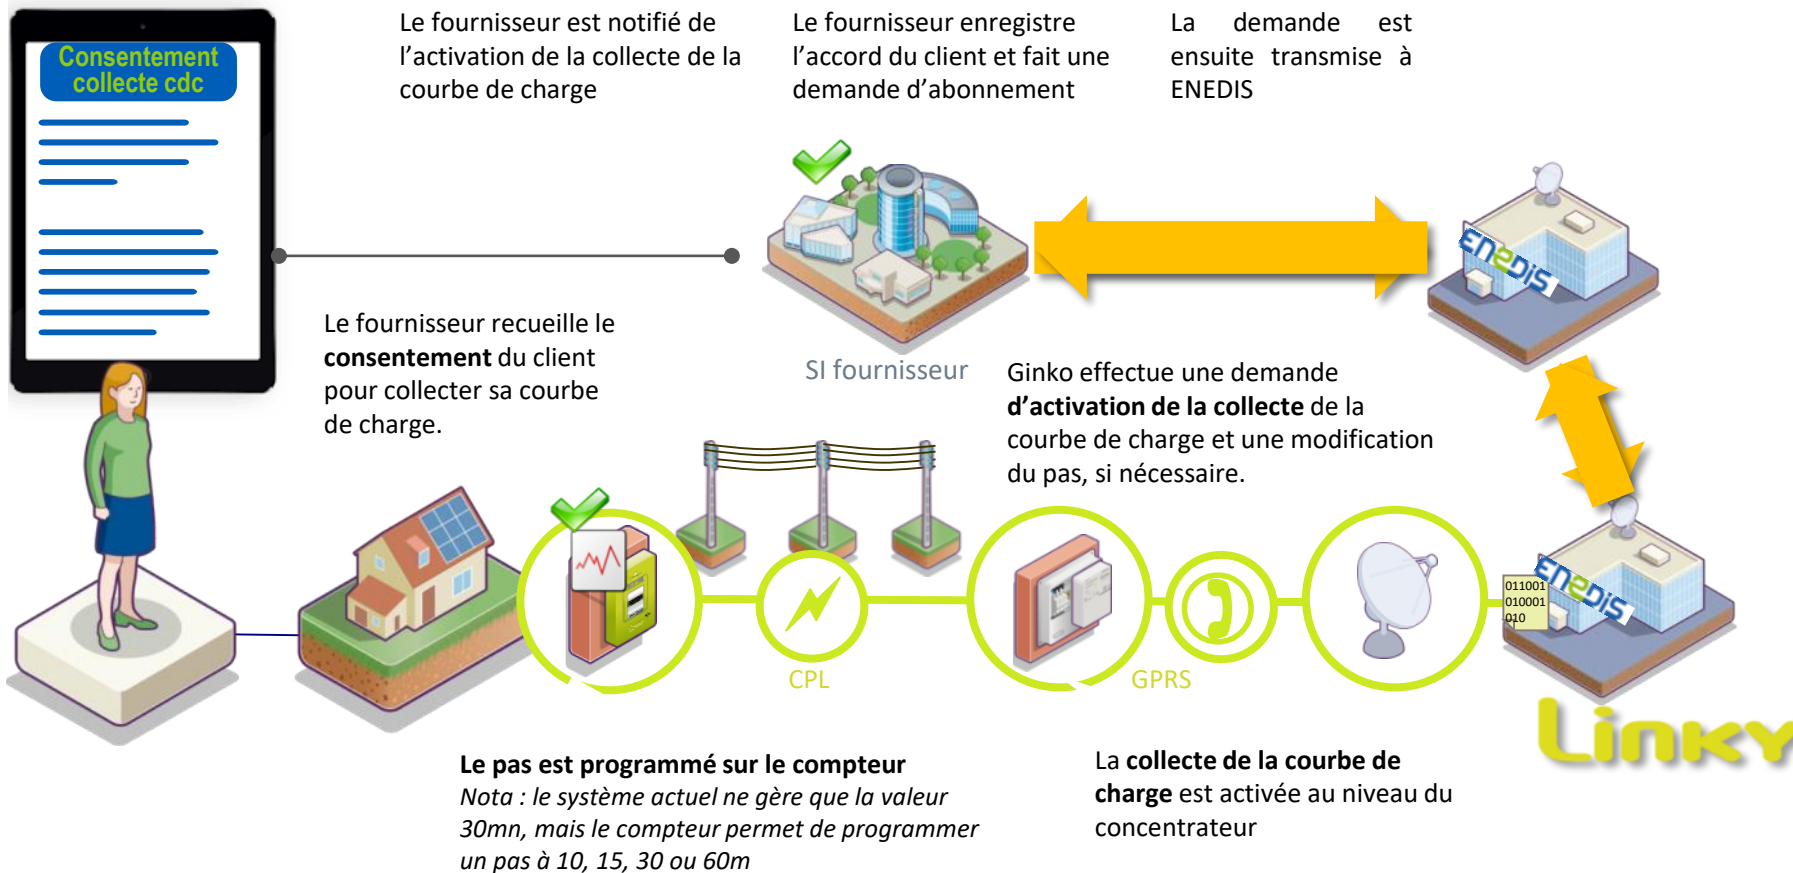 Consentement
collecte cdc
Le fournisseur est notifié de
l’activation de la collecte de la
courbe de charge
Le fournisseur enregistre
l’accord du client et fait une
demande d’abonnement
La demande est
ensuite transmise à
ENEDIS
ENEDIS
Le fournisseur recueille le
consentement du client
pour collecter sa courbe
de charge.
SI fournisseur
Ginko effectue une demande
d’activation de la collecte de la
courbe de charge et une modification
du pas, si nécessaire.
CPL
GPRS
011001
010001
010
ENEDIS
Linky
Le pas est programmé sur le compteur
Nota : le système actuel ne gère que la valeur
30mn, mais le compteur permet de programmer
un pas à 10, 15, 30 ou 60m
La collecte de la courbe de
charge est activée au niveau du
concentrateur